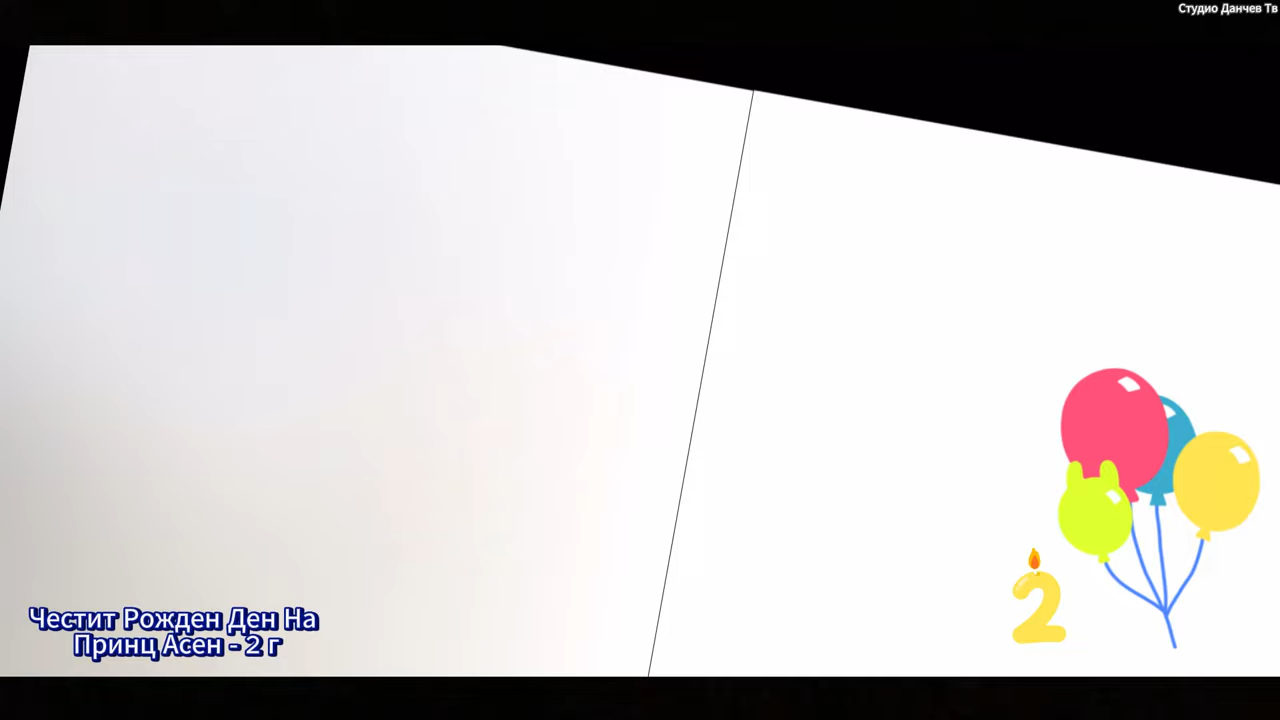 Студио Данчев Тв
Честит Рожден Ден На
Принц Асен - 2 г
2